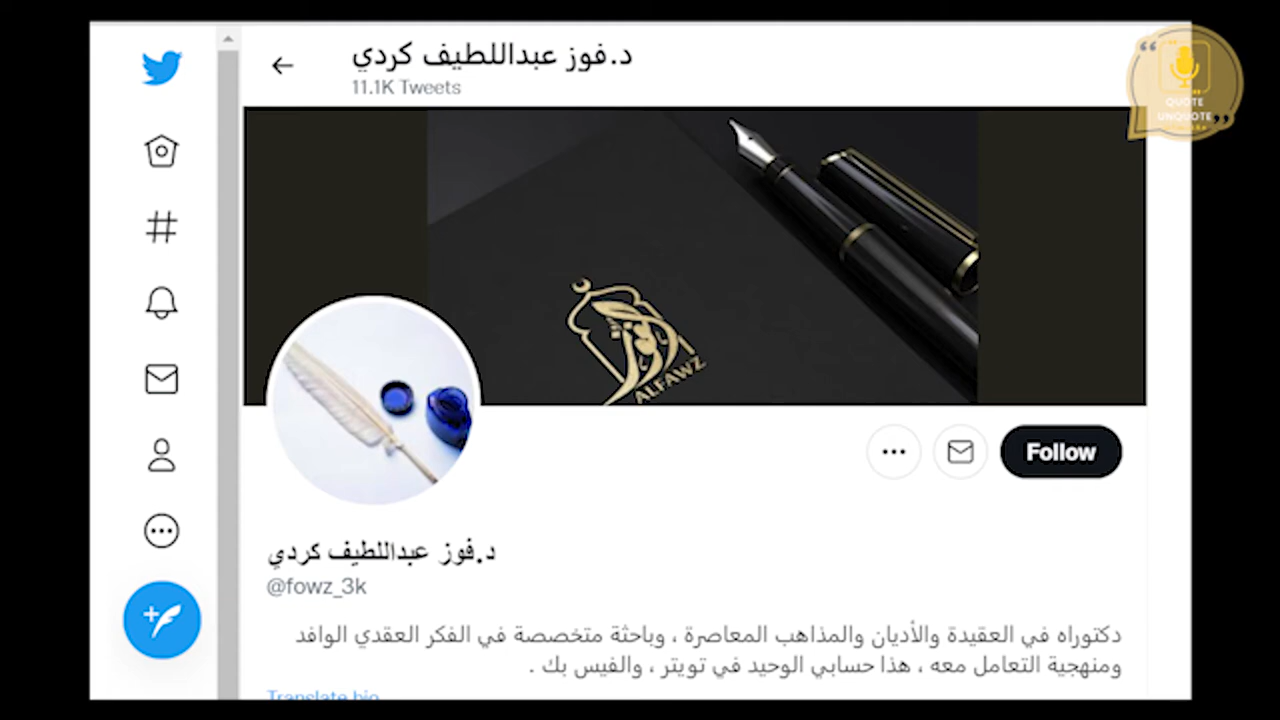 د.فوز عبداللطيف كردي
11.1K Tweets
QUOTE
UNQUOTE
ALFAWZ
Follow
د.فوز عبداللطيف كردي
@fowz_3k
دكتوراه في العقيدة والأديان والمذاهب المعاصرة ، وباحثة متخصصة في الفكر العقدي الوافد
ومنهجية التعامل معه ، هذا حسابي الوحيد في تويتر ، والفيس بك .
Translate bio